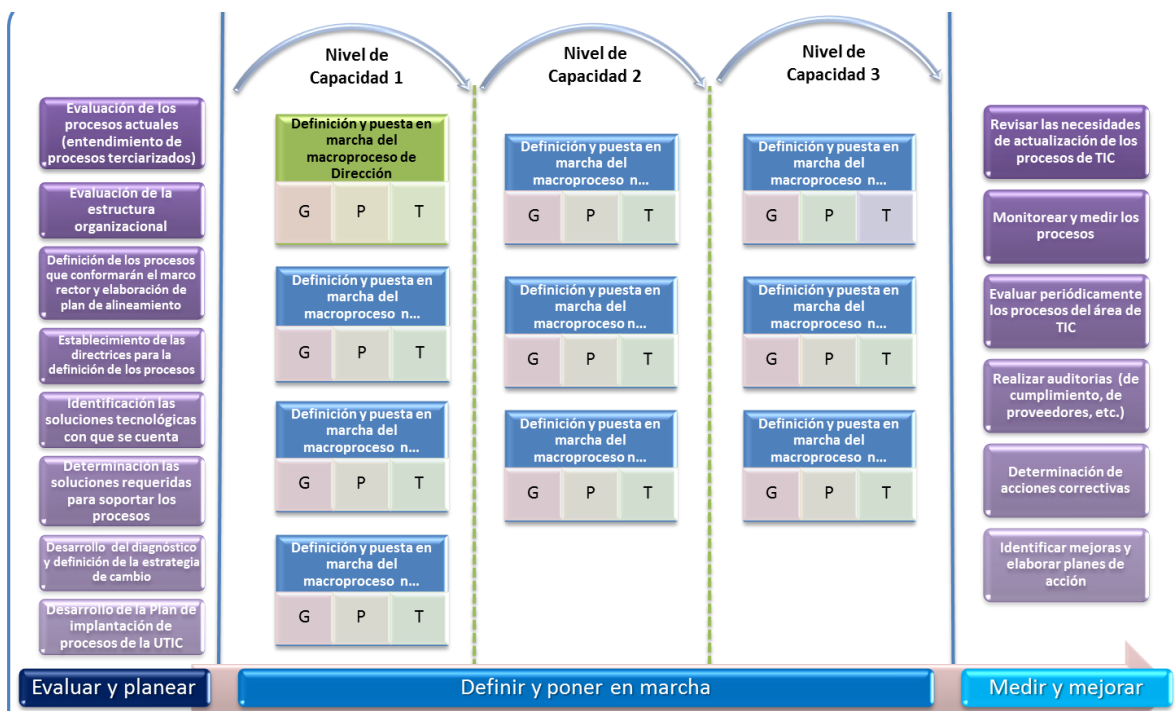 Nivel de
Capacidad 1
Nivel de
Capacidad 2
Nivel de
Capacidad 3
Evaluación de los
procesos actuales
(entendimiento de
procesos terciarizados)
Evaluación de la
estructura
organizacional
Definición de los procesos
que conformarán el marco
rector y elaboración de
plan de alineamiento
Establecimiento de las
directrices para la
definición de los procesos
Identificación las
soluciones tecnológicas
con que se cuenta
Determinación las
soluciones requeridas
para soportar los
procesos
Desarrollo del diagnóstico
y definición de la estrategia
de cambio
Desarrollo de la Plan de
implantación de
procesos de la UTIC
Definición y puesta en
marcha del
macroproceso de
Dirección
G P T
Definición y puesta en
marcha del
macroproceso n...
G P T
Definición y puesta en
marcha del
macroproceso n...
G P T
Definición y puesta en
marcha del
macroproceso n...
G P T
Definición y puesta en
marcha del
macroproceso n...
G P T
Definición y puesta en
marcha del
macroproceso n...
G P T
Definición y puesta en
marcha del
macroproceso n...
G P T
Definición y puesta en
marcha del
macroproceso n...
G P T
Definición y puesta en
marcha del
macroproceso n...
G P T
Definición y puesta en
marcha del
macroproceso n...
G P T
Revisar las necesidades
de actualización de los
procesos de TIC
Monitorear y medir los
procesos
Evaluar periódicamente
los procesos del área de
TIC
Realizar auditorias (de
cumplimiento, de
proveedores, etc.)
Determinación de
acciones correctivas
Identificar mejoras y
elaborar planes de
acción
Evaluar y planear
Definir y poner en marcha
Medir y mejorar